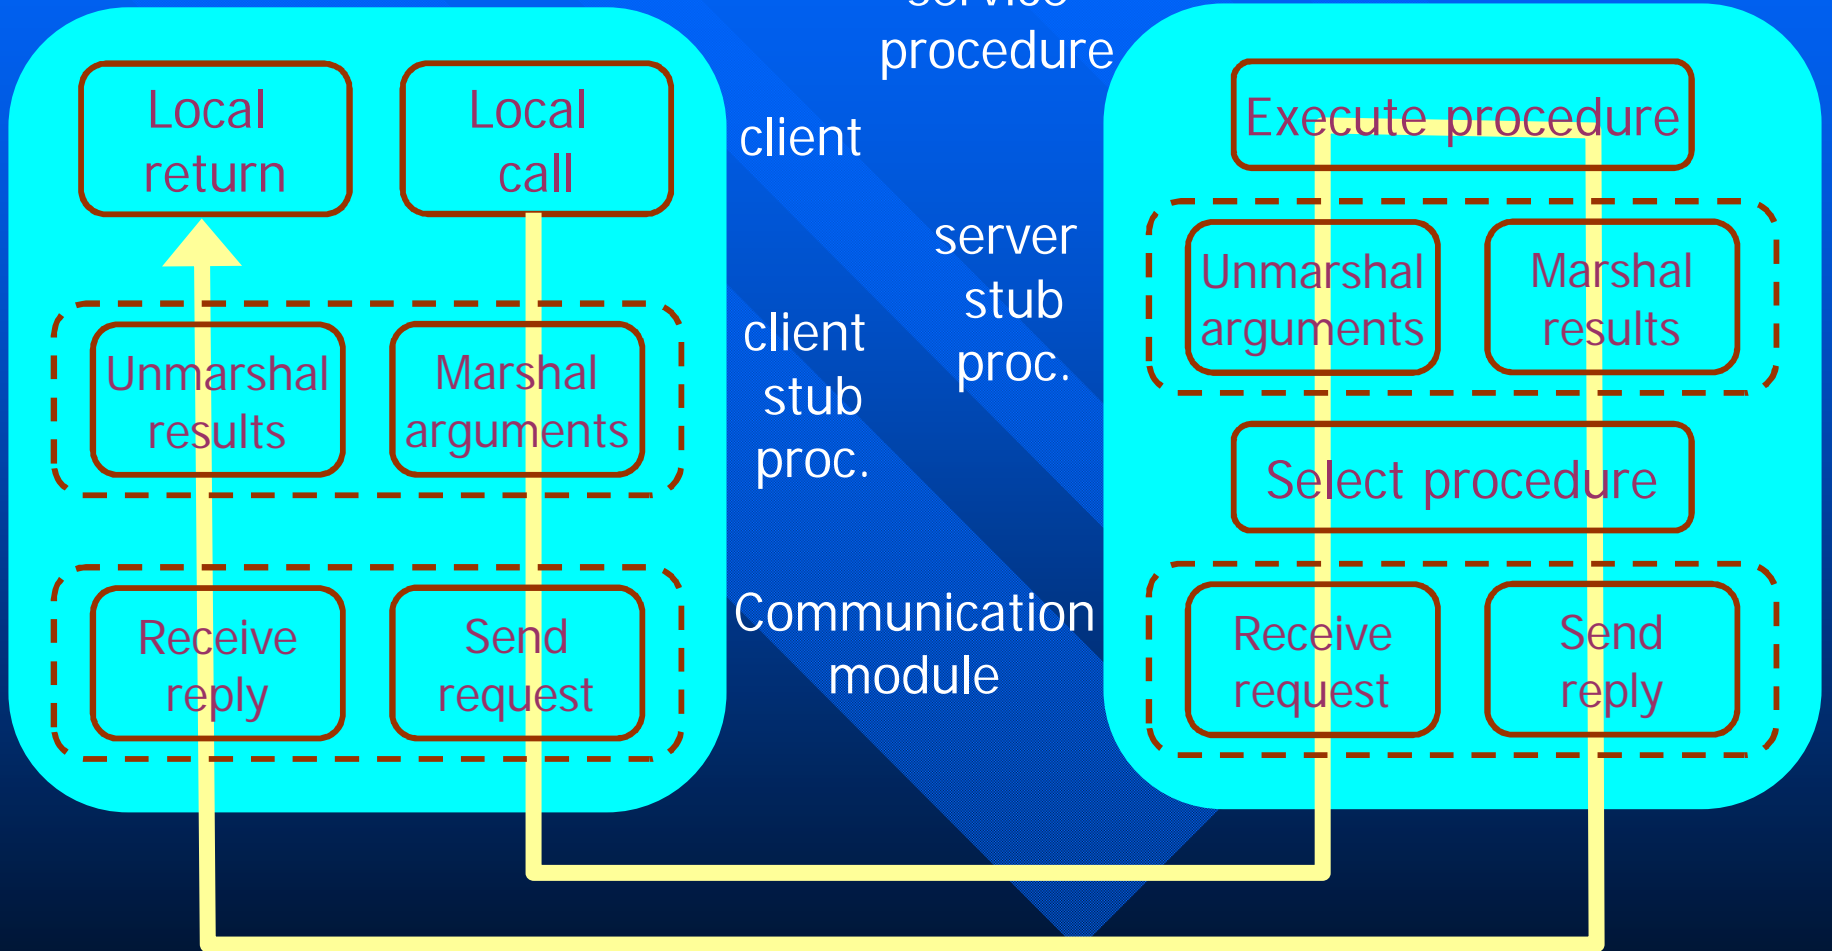 service
procedure
Local
return
Local
call
client
Unmarshal
results
Marshal
arguments
client
stub
proc.
Receive
reply
Send
request
Communication
module
Execute procedure
server
stub
proc.
Unmarshal
arguments
Marshal
results
Select procedure
Receive
request
Send
reply